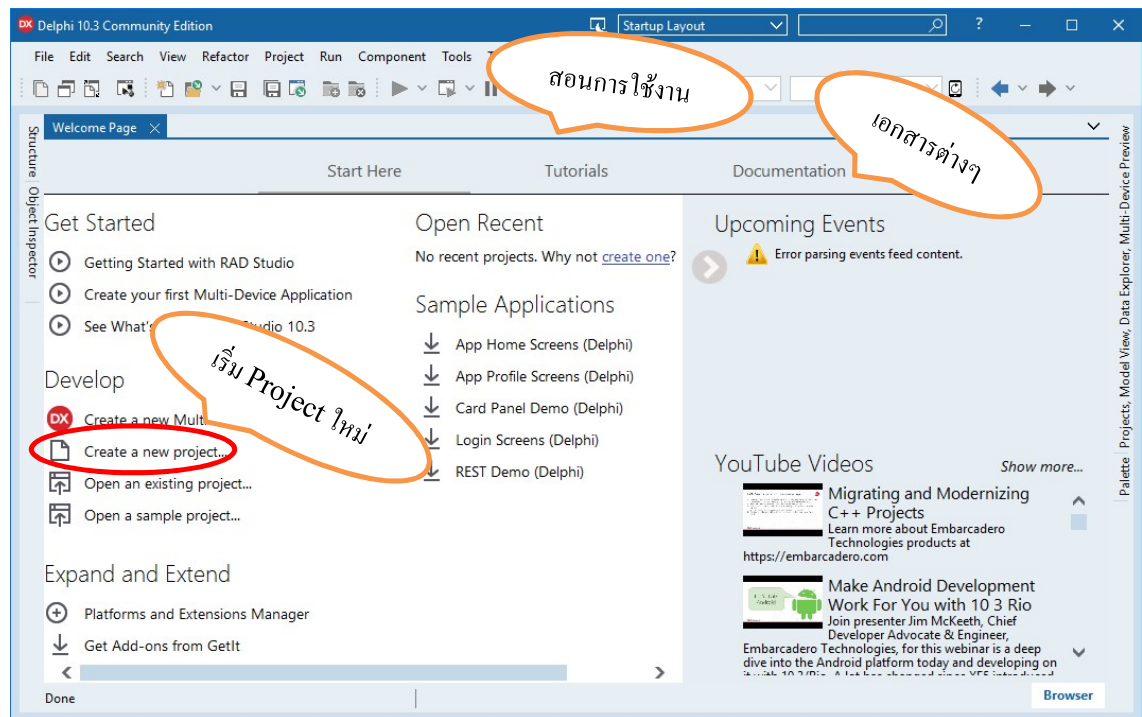 DX Delphi 10.3 Community Edition
Startup Layout
?
File Edit Search View Refactor Project Run Component Tools
สอนการใช้งาน
เอกสารต่างๆ
Structure
Object Inspector
Welcome Page
Start Here
Tutorials
Documentation
Get Started
Getting Started with RAD Studio
Create your first Multi-Device Application
See What's
Studio 10.3
เริ่ม Project ใหม่
Develop
DX Create a new Mult
Create a new project...
Open an existing project...
Open a sample project...
Expand and Extend
Platforms and Extensions Manager
Get Add-ons from GetIt
Open Recent
No recent projects. Why not create one?
Sample Applications
App Home Screens (Delphi)
App Profile Screens (Delphi)
Card Panel Demo (Delphi)
Login Screens (Delphi)
REST Demo (Delphi)
Upcoming Events
Error parsing events feed content.
YouTube Videos
Show more...
Migrating and Modernizing
C++ Projects
Learn more about Embarcadero
Technologies products at
https://embarcadero.com
Make Android Development
Work For You with 10 3 Rio
Join presenter Jim McKeeth, Chief
Developer Advocate & Engineer,
Embarcadero Technologies, for this webinar is a deep
dive into the Android platform today and developing on
Projects, Model View, Data Explorer, Multi-Device Preview
Palette
Done
Browser